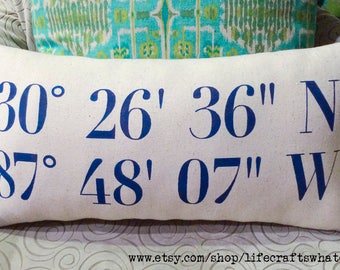 30° 26' 36" N
87° 48' 07" W
www.etsy.com/shop/lifecraftswhat